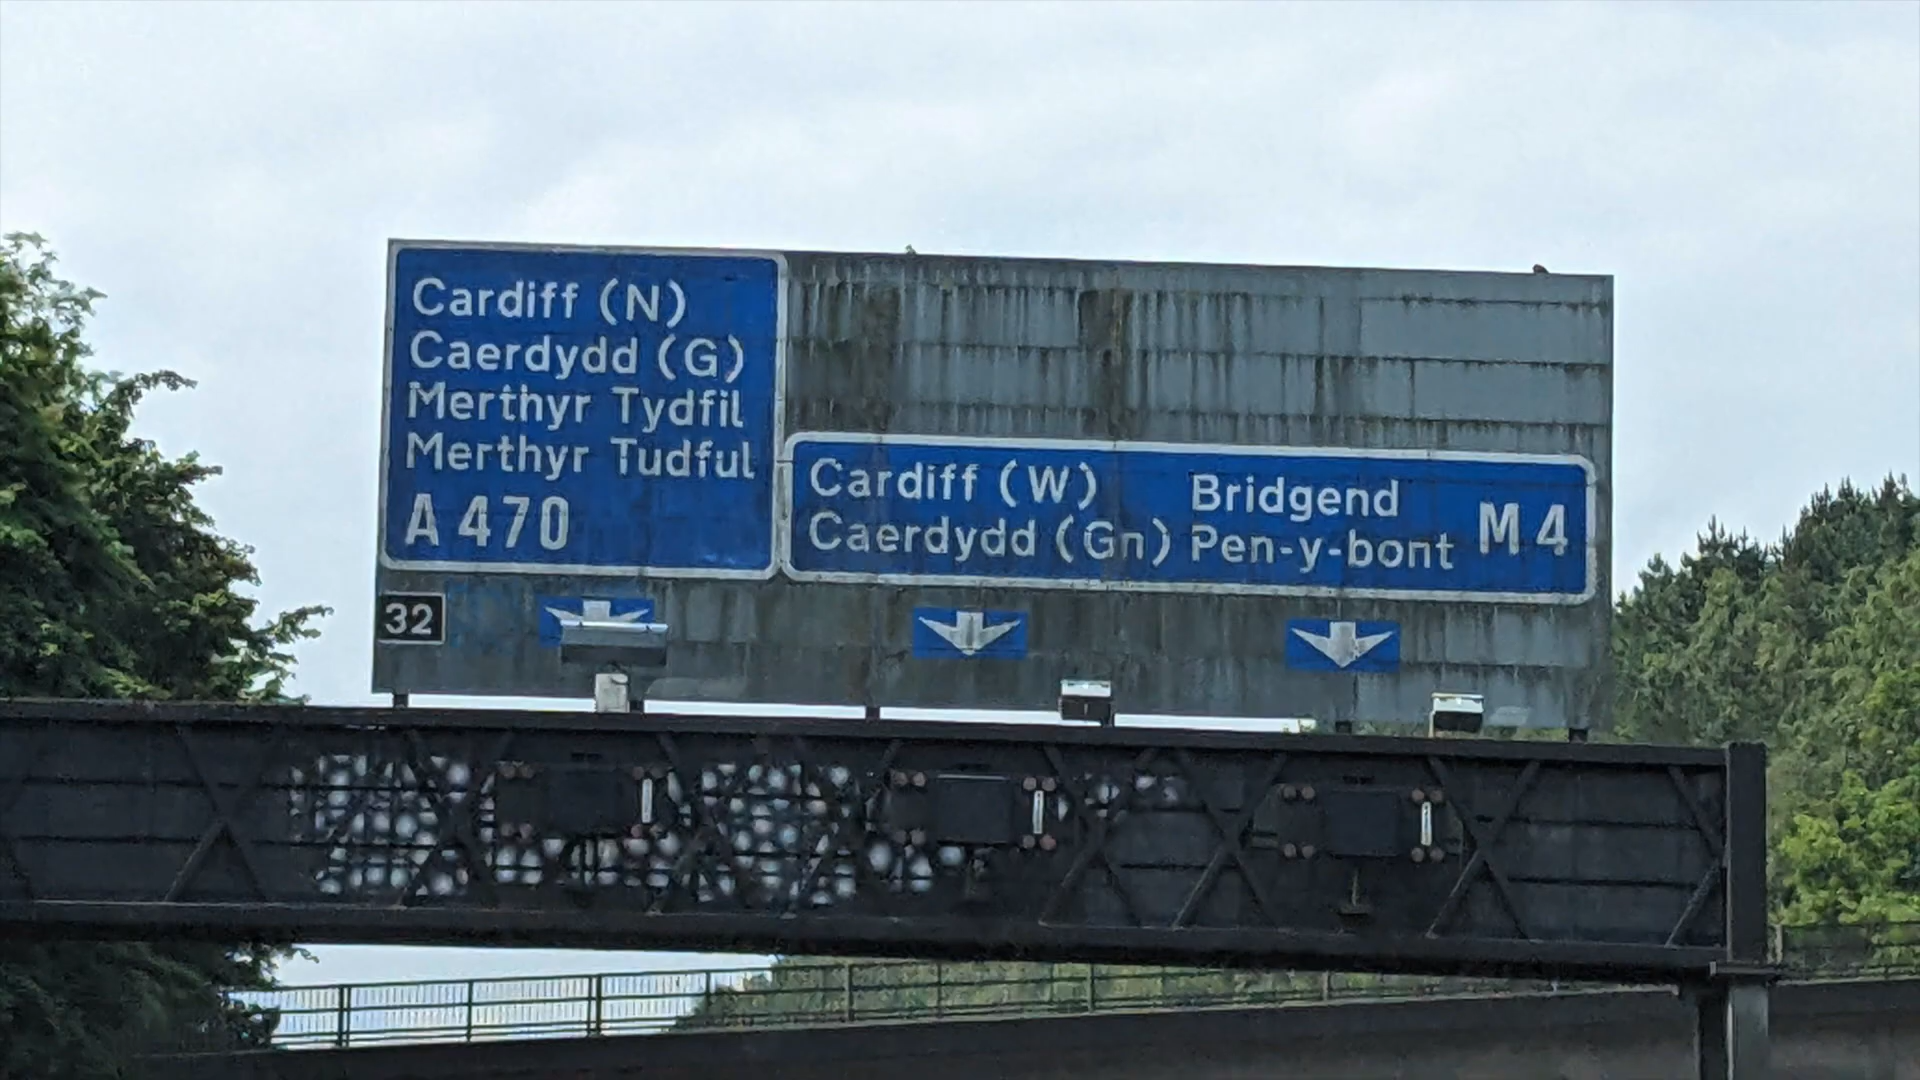 Cardiff (N)
Caerdydd (G)
Merthyr Tydfil
Merthyr Tudful
A 470
Cardiff (W)
Caerdydd (Gn)
Bridgend
Pen-y-bont
M 4
32